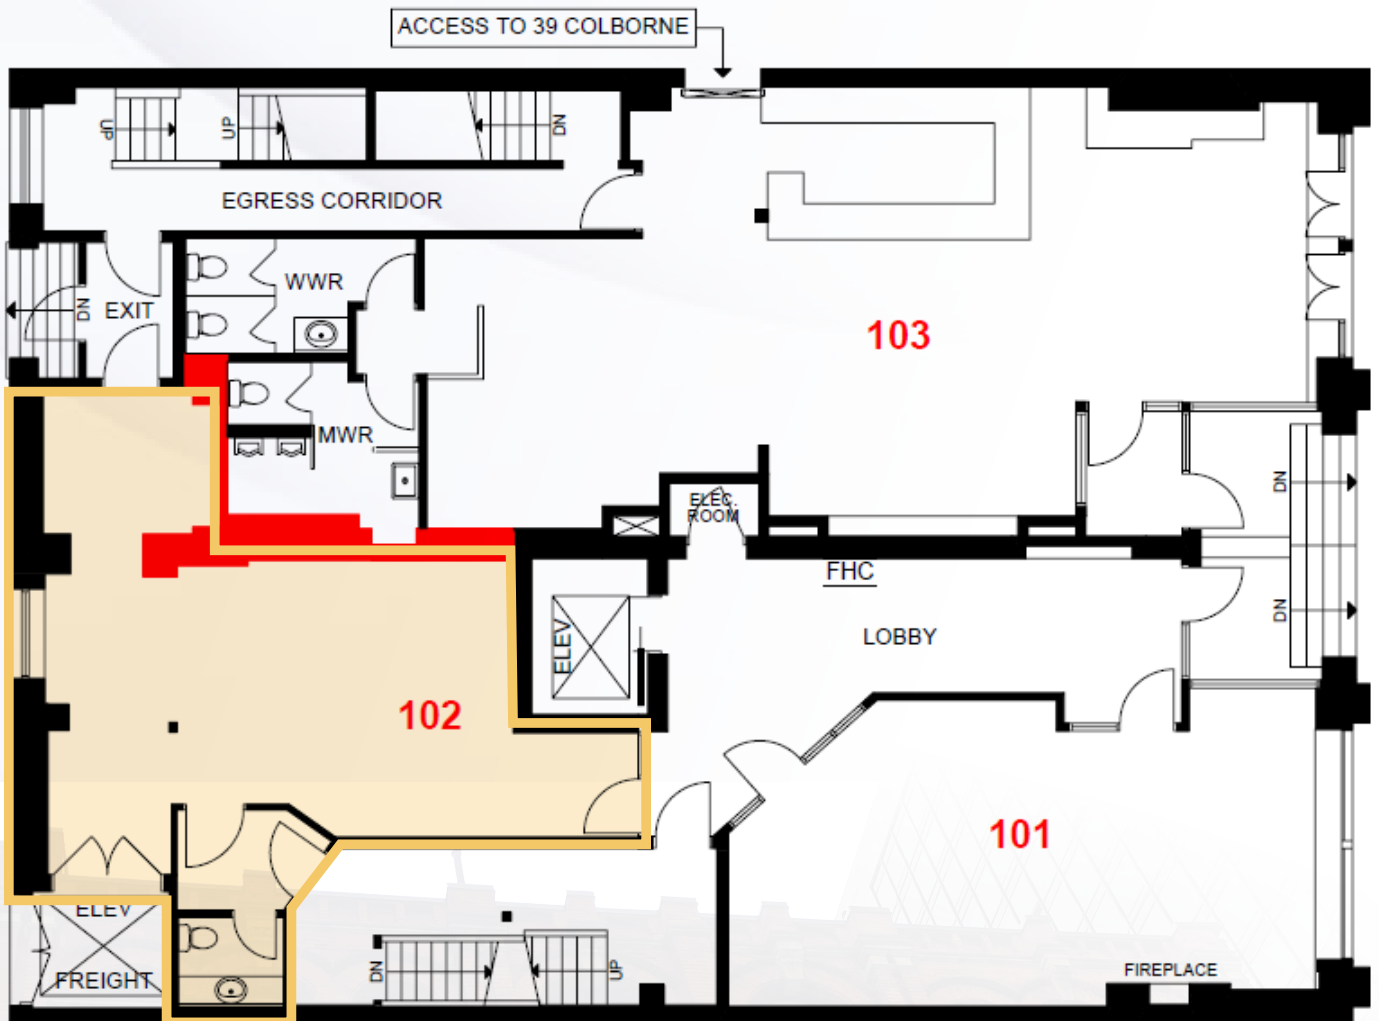 ACCESS TO 39 COLBORNE
UP
UP
DN
EGRESS CORRIDOR
WWR
DN
EXIT
103
MWR
DN
ELEC.
ROOM
FHC
DN
ELEV
LOBBY
102
101
ELEV
FREIGHT
DN
UP
FIREPLACE